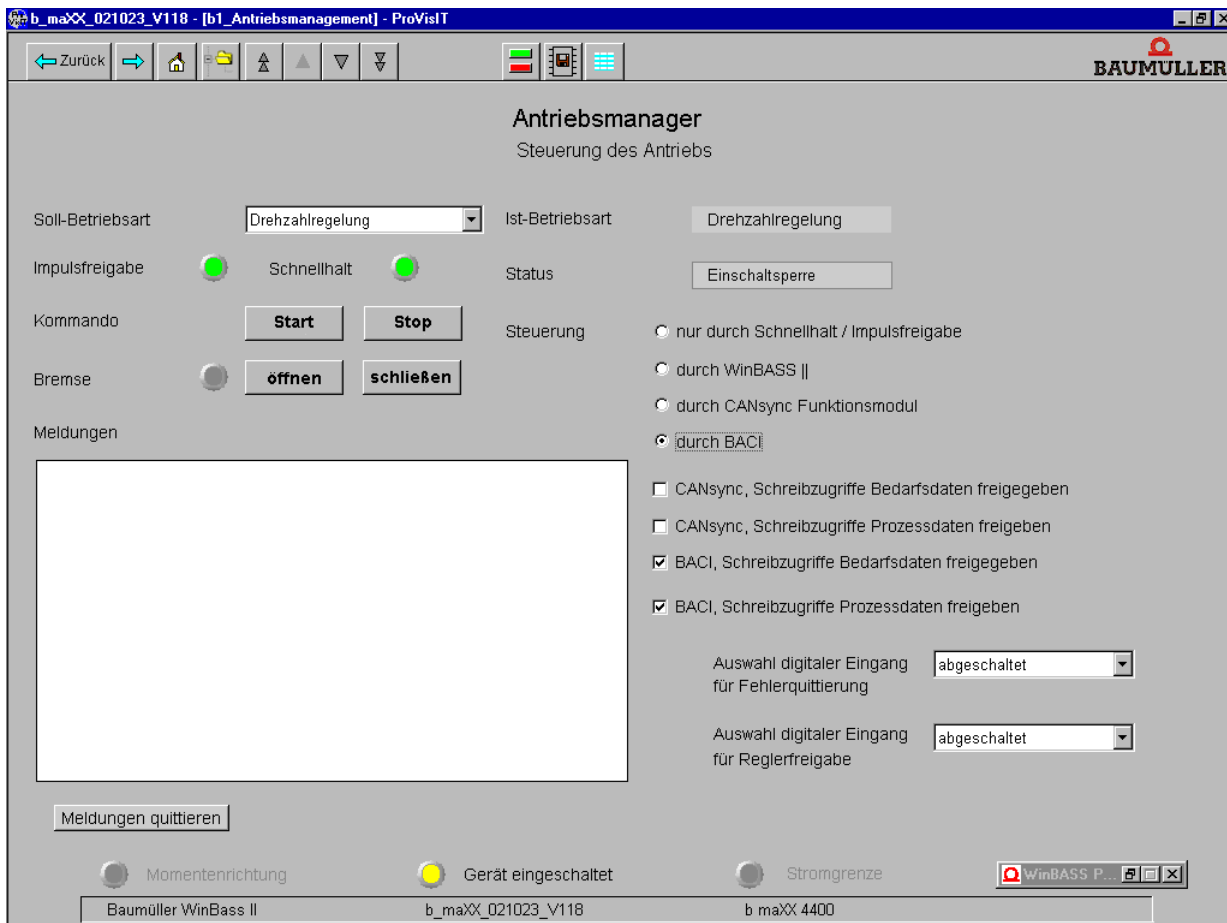 b_maXX_021023_V118 - [b1_Antriebsmanagement] - ProVisIT
Zurück
BAUMÜLLER
Antriebsmanager
Steuerung des Antriebs
Soll-Betriebsart
Drehzahlregelung
Ist-Betriebsart
Drehzahlregelung
Impulsfreigabe
Schnellhalt
Status
Einschaltsperre
Kommando
Start
Stop
Steuerung
nur durch Schnellhalt / Impulsfreigabe
durch WinBASS ||
durch CANsync Funktionsmodul
durch BACI
Bremse
öffnen
schließen
Meldungen
CANsync, Schreibzugriffe Bedarfsdaten freigegeben
CANsync, Schreibzugriffe Prozessdaten freigeben
BACI, Schreibzugriffe Bedarfsdaten freigegeben
BACI, Schreibzugriffe Prozessdaten freigeben
Auswahl digitaler Eingang
für Fehlerquittierung
abgeschaltet
Auswahl digitaler Eingang
für Reglerfreigabe
abgeschaltet
Meldungen quittieren
Momentenrichtung
Gerät eingeschaltet
Stromgrenze
WinBASS P...
Baumüller WinBass II
b_maXX_021023_V118
b maXX 4400